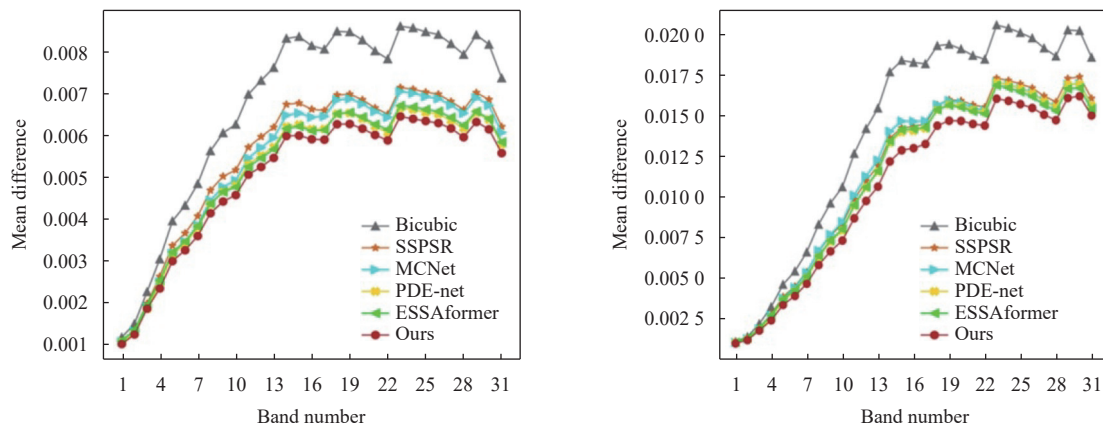 Mean difference
0.008
0.007
0.006
0.005
0.004
0.003
0.002
0.001
Bicubic
SSPSR
MCNet
PDE-net
ESSAformer
Ours
1 4 7 10 13 16 19 22 25 28 31
Band number
Mean difference
0.020 0
0.017 5
0.015 0
0.012 5
0.010 0
0.007 5
0.005 0
0.002 5
Bicubic
SSPSR
MCNet
PDE-net
ESSAformer
Ours
1 4 7 10 13 16 19 22 25 28 31
Band number